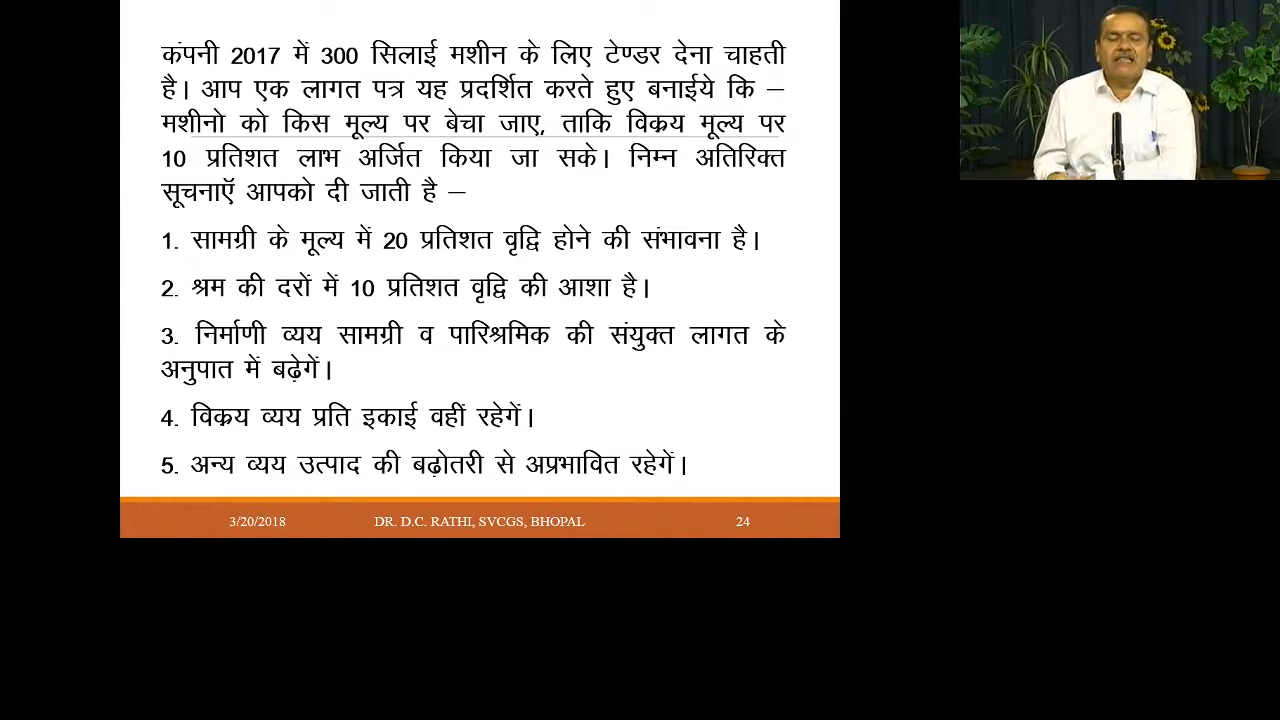 कंपनी 2017 में 300 सिलाई मशीन के लिए टेण्डर देना चाहती
है। आप एक लागत पत्र यह प्रदर्शित करते हुए बनाईये कि –
मशीनो को किस मूल्य पर बेचा जाए, ताकि विक्रय मूल्य पर
10 प्रतिशत लाभ अर्जित किया जा सके। निम्न अतिरिक्त
सूचनाऍ आपको दी जाती है –
1. सामग्री के मूल्य में 20 प्रतिशत वृद्वि होने की संभावना है।
2. श्रम की दरों में 10 प्रतिशत वृद्वि की आशा है।
3. निर्माणी व्यय सामग्री व पारिश्रमिक की संयुक्त लागत के
अनुपात में बढ़ेगें।
4. विक्रय व्यय प्रति इकाई वहीं रहेगें।
5. अन्य व्यय उत्पाद की बढ़ोतरी से अप्रभावित रहेगें।
3/20/2018 DR. D.C. RATHI, SVCGS, BHOPAL 24